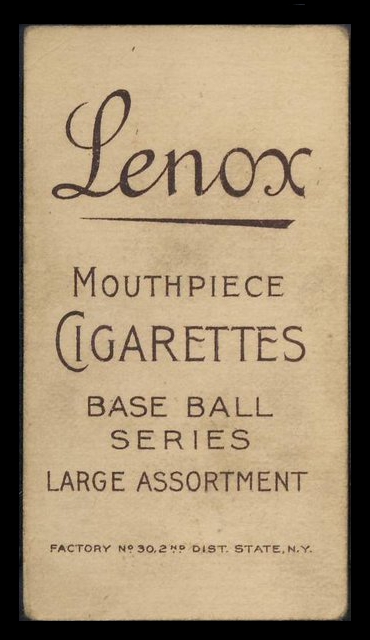 Lenox
MOUTHPIECE
CIGARETTES
BASE BALL
SERIES
LARGE ASSORTMENT
FACTORY Nº 30, 2ND DIST. STATE, N.Y.